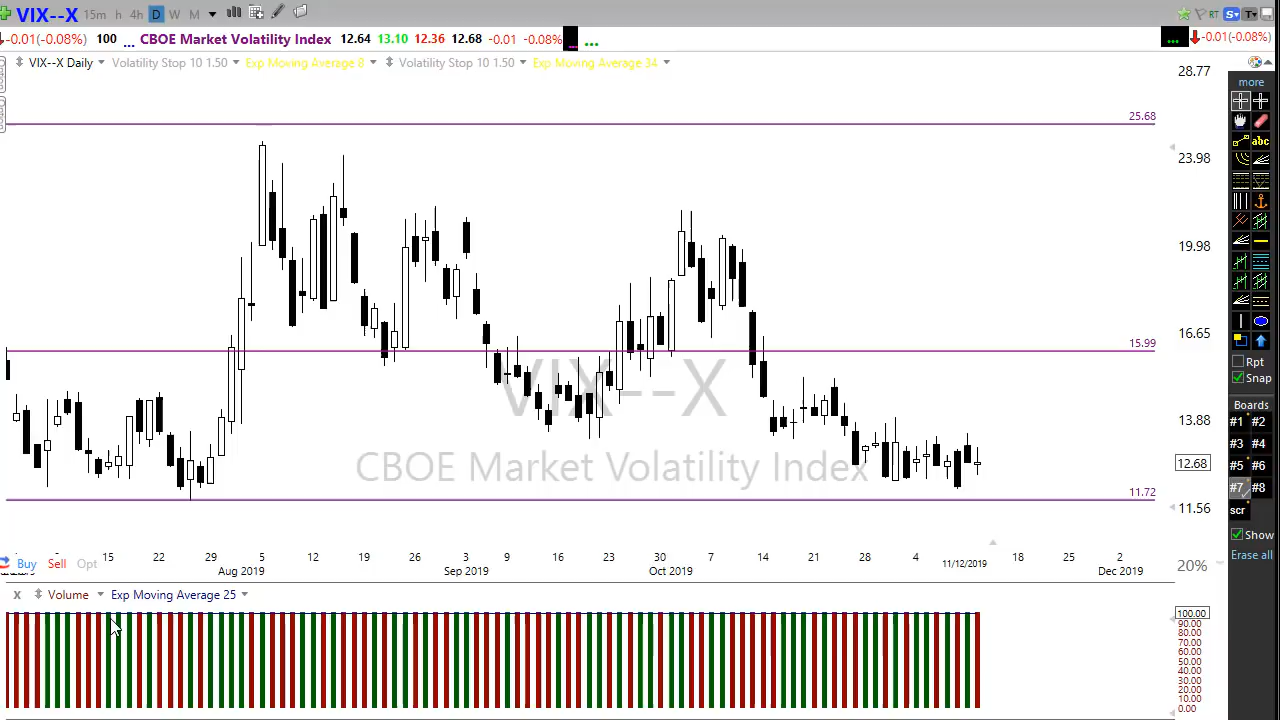 VIX--X 15m h 4h D W M RT S T
-0.01(-0.08%) 100 ... CBOE Market Volatility Index 12.64 13.10 12.36 12.68 -0.01 -0.08% ... ... ... -0.01(-0.08%)
VIX--X Daily Volatility Stop 10 1.50 Exp Moving Average 8 Volatility Stop 10 1.50 Exp Moving Average 34
28.77
25.68
23.98
19.98
16.65
15.99
13.88
12.68
11.72
11.56
VIX--X
CBOE Market Volatility Index
15 22 29 5 12 19 26 3 9 16 23 30 7 14 21 28 4 18 25 2
Aug 2019 Sep 2019 Oct 2019 11/12/2019 Dec 2019
Buy Sell Opt
20%
x Volume Exp Moving Average 25
100.00
90.00
80.00
70.00
60.00
50.00
40.00
30.00
20.00
10.00
0.00
more
abc
Rpt
Snap
Boards
#1 #2
#3 #4
#5 #6
#7 #8
scr
Show
Erase all